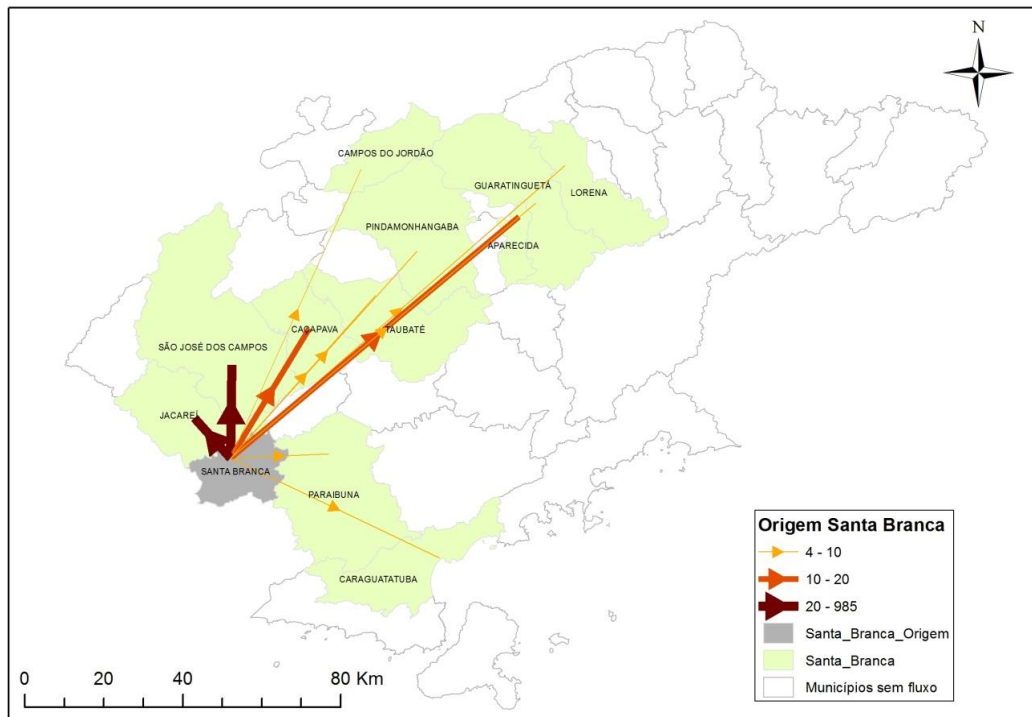 N
CAMPOS DO JORDÃO
GUARATINGUETÁ
LORENA
PINDAMONHANGABA
APARECIDA
CAÇAPAVA
TAUBATÉ
SÃO JOSÉ DOS CAMPOS
JACAREÍ
SANTA BRANCA
PARAIBUNA
CARAGUATATUBA
Origem Santa Branca
4 - 10
10 - 20
20 - 985
Santa_Branca_Origem
Santa_Branca
Municípios sem fluxo
0 20 40 80 Km